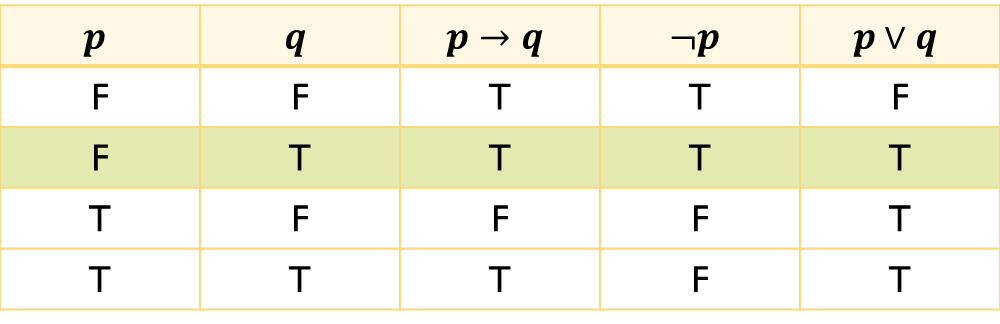 p q p → q ¬p p ∨ q
F F T T F
F T T T T
T F F F T
T T T F T